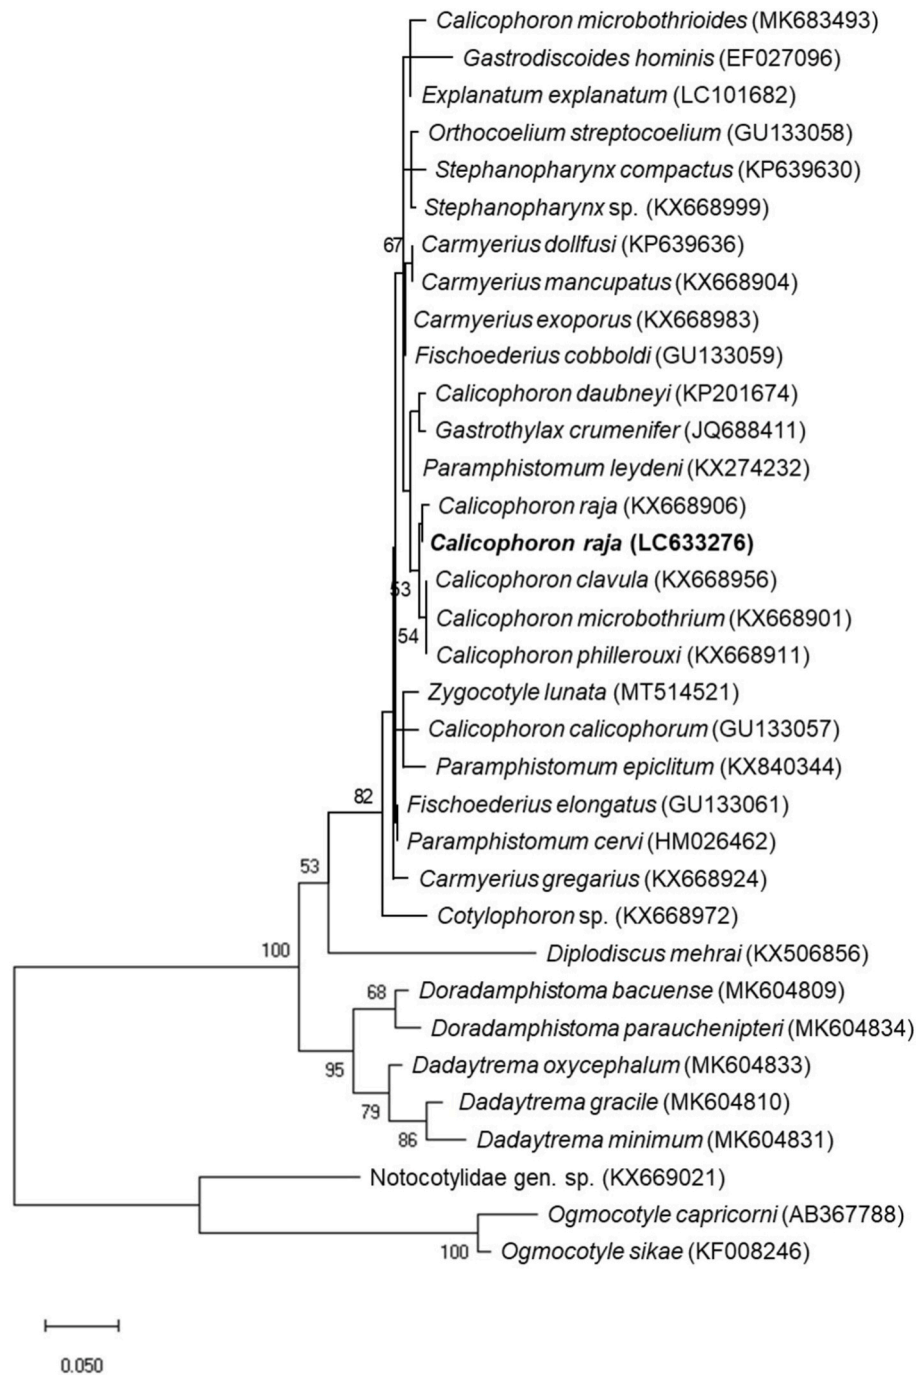 Calicophoron microbothrioides (MK683493)
Gastrodiscoides hominis (EF027096)
Explanatum explanatum (LC101682)
Orthocoelium streptocoelium (GU133058)
Stephanopharynx compactus (KP639630)
Stephanopharynx sp. (KX668999)
67
Carmyerius dollfusi (KP639636)
Carmyerius mancupatus (KX668904)
Carmyerius exoporus (KX668983)
Fischoederius cobboldi (GU133059)
Calicophoron daubneyi (KP201674)
Gastrothylax crumenifer (JQ688411)
Paramphistomum leydeni (KX274232)
Calicophoron raja (KX668906)
Calicophoron raja (LC633276)
Calicophoron clavula (KX668956)
53
Calicophoron microbothrium (KX668901)
54
Calicophoron phillerouxi (KX668911)
Zygocotyle lunata (MT514521)
Calicophoron calicophorum (GU133057)
Paramphistomum epiclitum (KX840344)
82
Fischoederius elongatus (GU133061)
Paramphistomum cervi (HM026462)
53
Carmyerius gregarius (KX668924)
Cotylophoron sp. (KX668972)
100
Diplodiscus mehrai (KX506856)
68
Doradamphistoma bacuense (MK604809)
Doradamphistoma parauchenipteri (MK604834)
95
Dadaytrema oxycephalum (MK604833)
79
Dadaytrema gracile (MK604810)
86
Dadaytrema minimum (MK604831)
Notocotylidae gen. sp. (KX669021)
Ogmocotyle capricorni (AB367788)
100
Ogmocotyle sikae (KF008246)
0.050